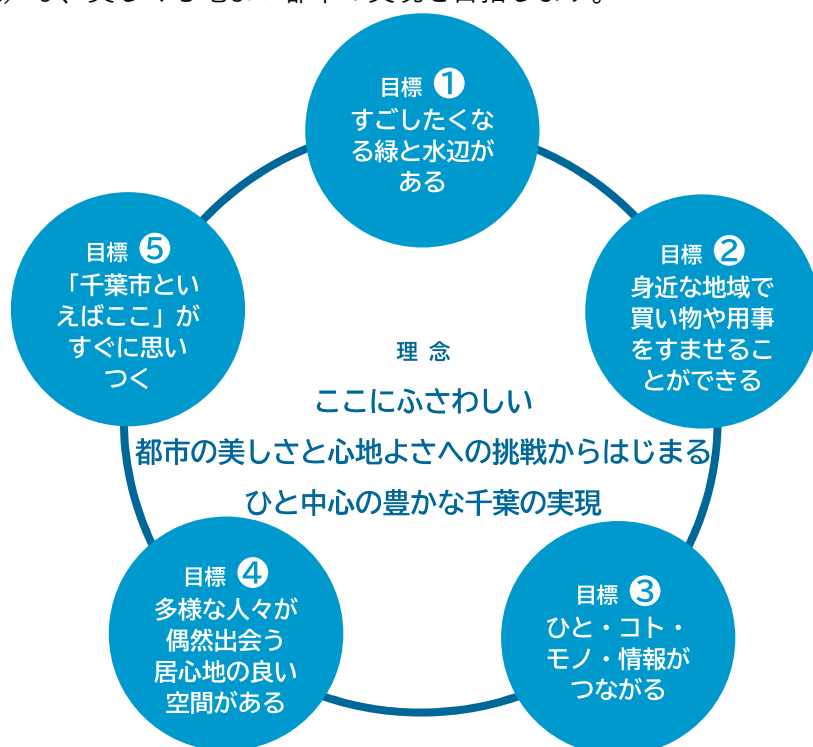 目標 ❶
すごしたくな
る緑と水辺が
ある
目標 ❷
身近な地域で
買い物や用事
をすませるこ
とができる
目標 ❸
ひと・コト・
モノ・情報が
つながる
目標 ❹
多様な人々が
偶然出会う
居心地の良い
空間がある
目標 ❺
「千葉市とい
えばここ」が
すぐに思い
つく
理 念
ここにふさわしい
都市の美しさと心地よさへの挑戦からはじまる
ひと中心の豊かな千葉の実現